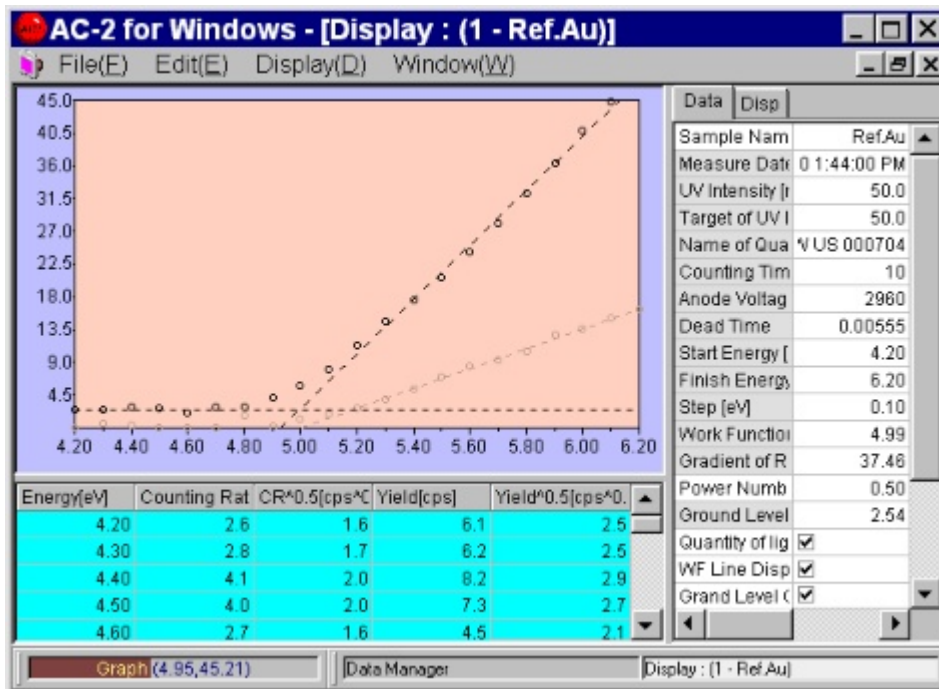 AC-2 for Windows - [Display : (1 - Ref.Au)]
File(F) Edit(E) Display(D) Window(W)
45.0
40.5
36.0
31.5
27.0
22.5
18.0
13.5
9.0
4.5
4.20 4.40 4.60 4.80 5.00 5.20 5.40 5.60 5.80 6.00 6.20
Data Disp
Sample Nam Ref.Au
Measure Date 0 1:44:00 PM
UV Intensity [ 50.0
Target of UV I 50.0
Name of Qua US 000704
Counting Tim 10
Anode Voltag 2960
Dead Time 0.00555
Start Energy [ 4.20
Finish Energy 6.20
Step [eV] 0.10
Work Function 4.99
Gradient of R 37.46
Power Numb 0.50
Ground Level 2.54
Quantity of lig
WF Line Disp
Grand Level
Energy[eV] Counting Rat CR^0.5[cps^0 Yield[cps] Yield^0.5[cps^0.
4.20 2.6 1.6 6.1 2.5
4.30 2.8 1.7 6.2 2.5
4.40 4.1 2.0 8.2 2.9
4.50 4.0 2.0 7.3 2.7
4.60 2.7 1.6 4.5 2.1
Graph (4.95,45.21) Data Manager Display : (1 - Ref.Au)